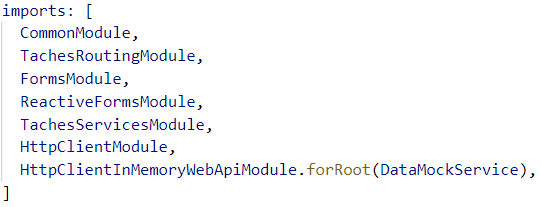 imports: [
CommonModule,
TachesRoutingModule,
FormsModule,
ReactiveFormsModule,
TachesServicesModule,
HttpClientModule,
HttpClientInMemoryWebApiModule.forRoot(DataMockService),
]